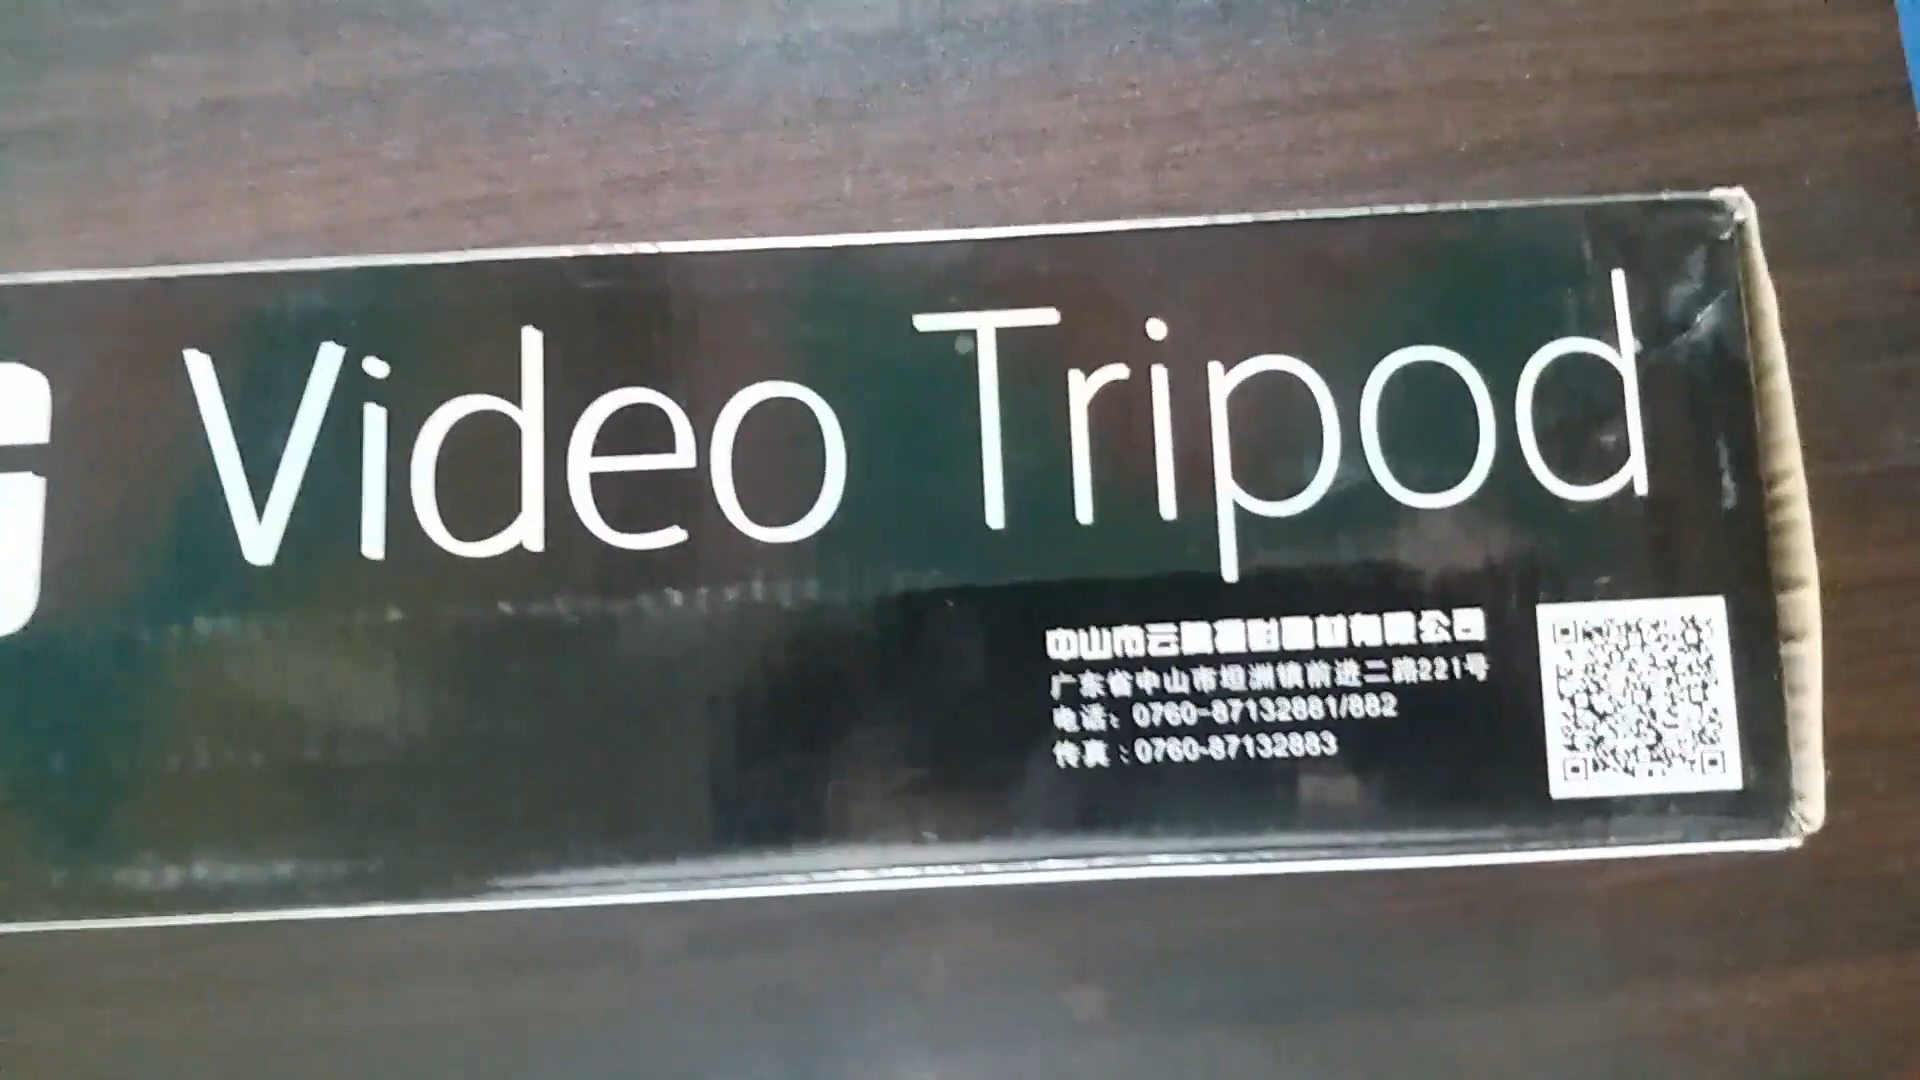 Video Tripod
中山市云腾摄影器材有限公司
广东省中山市坦洲镇前进二路221号
电话：0760-87132881/882
传真：0760-87132883